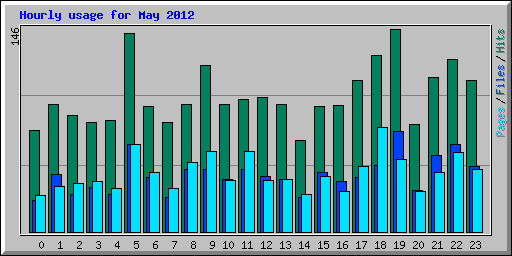 Hourly usage for May 2012
146
Pages / Files / Hits
0 1 2 3 4 5 6 7 8 9 10 11 12 13 14 15 16 17 18 19 20 21 22 23